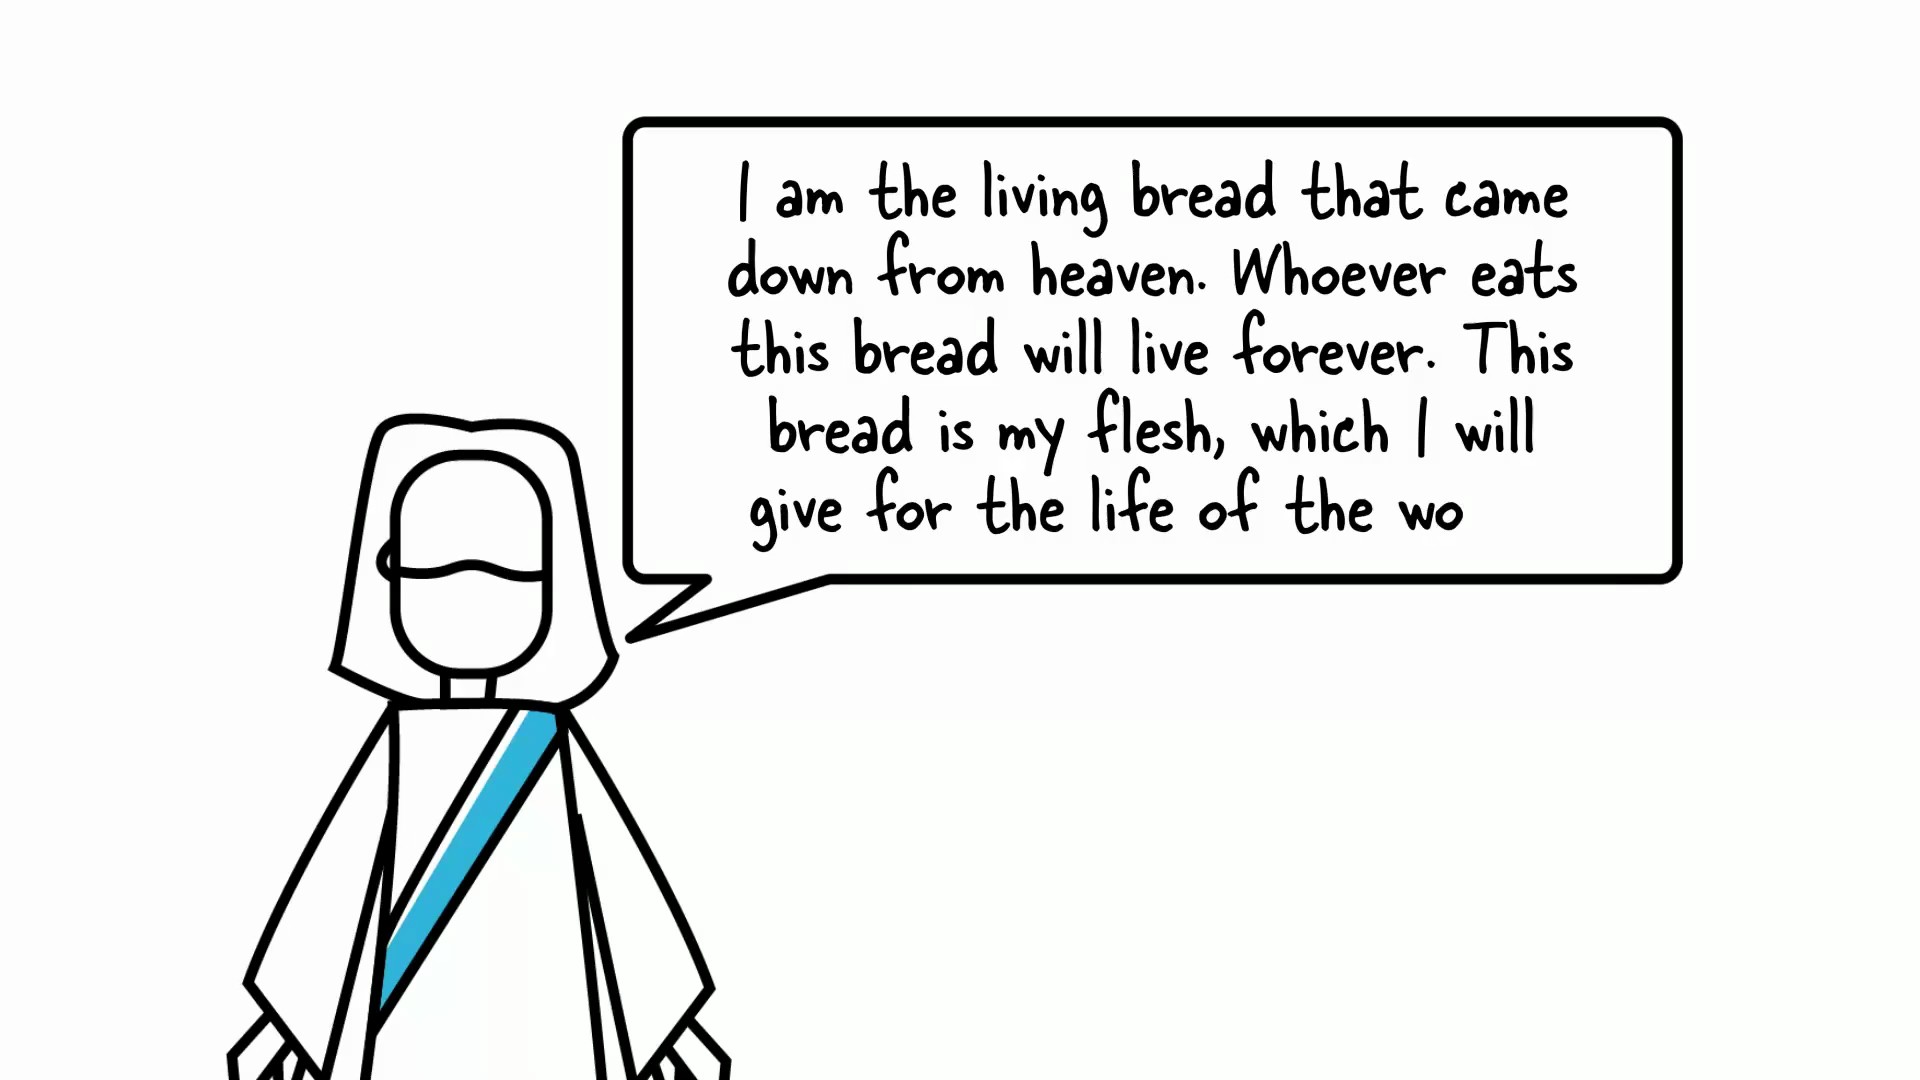 I am the living bread that came
down from heaven. Whoever eats
this bread will live forever. This
bread is my flesh, which I will
give for the life of the wo